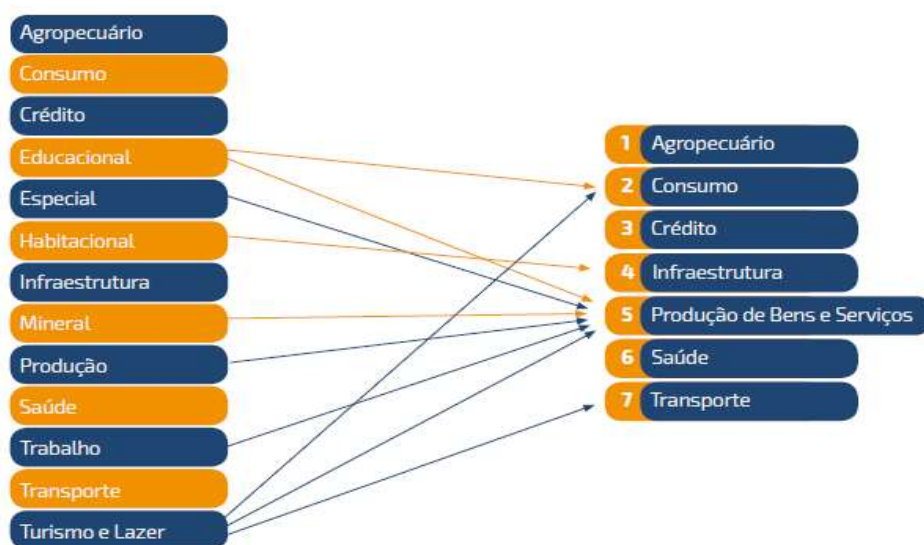 Agropecuário
Consumo
Crédito
Educacional
Especial
Habitacional
Infraestrutura
Mineral
Produção
Saúde
Trabalho
Transporte
Turismo e Lazer
1 Agropecuário
2 Consumo
3 Crédito
4 Infraestrutura
5 Produção de Bens e Serviços
6 Saúde
7 Transporte